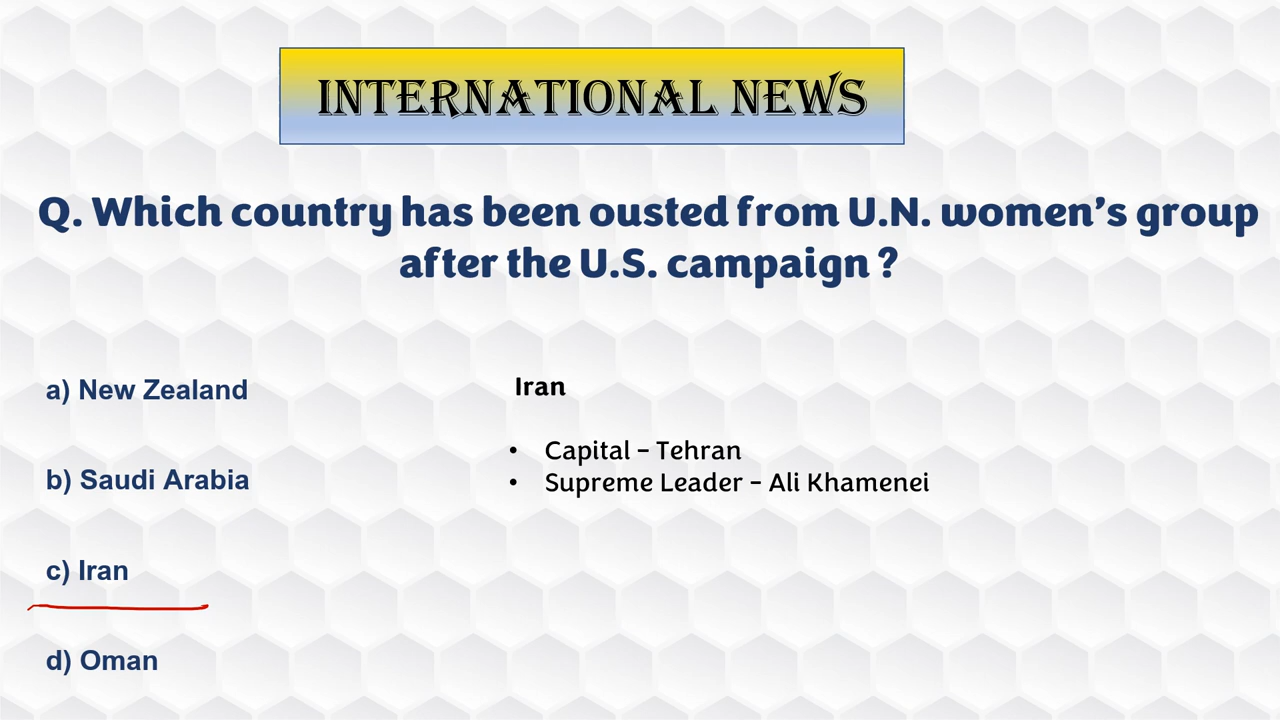 INTERNATIONAL NEWS
Q. Which country has been ousted from U.N. women’s group
after the U.S. campaign ?
a) New Zealand
b) Saudi Arabia
c) Iran
d) Oman
Iran
• Capital – Tehran
• Supreme Leader – Ali Khamenei